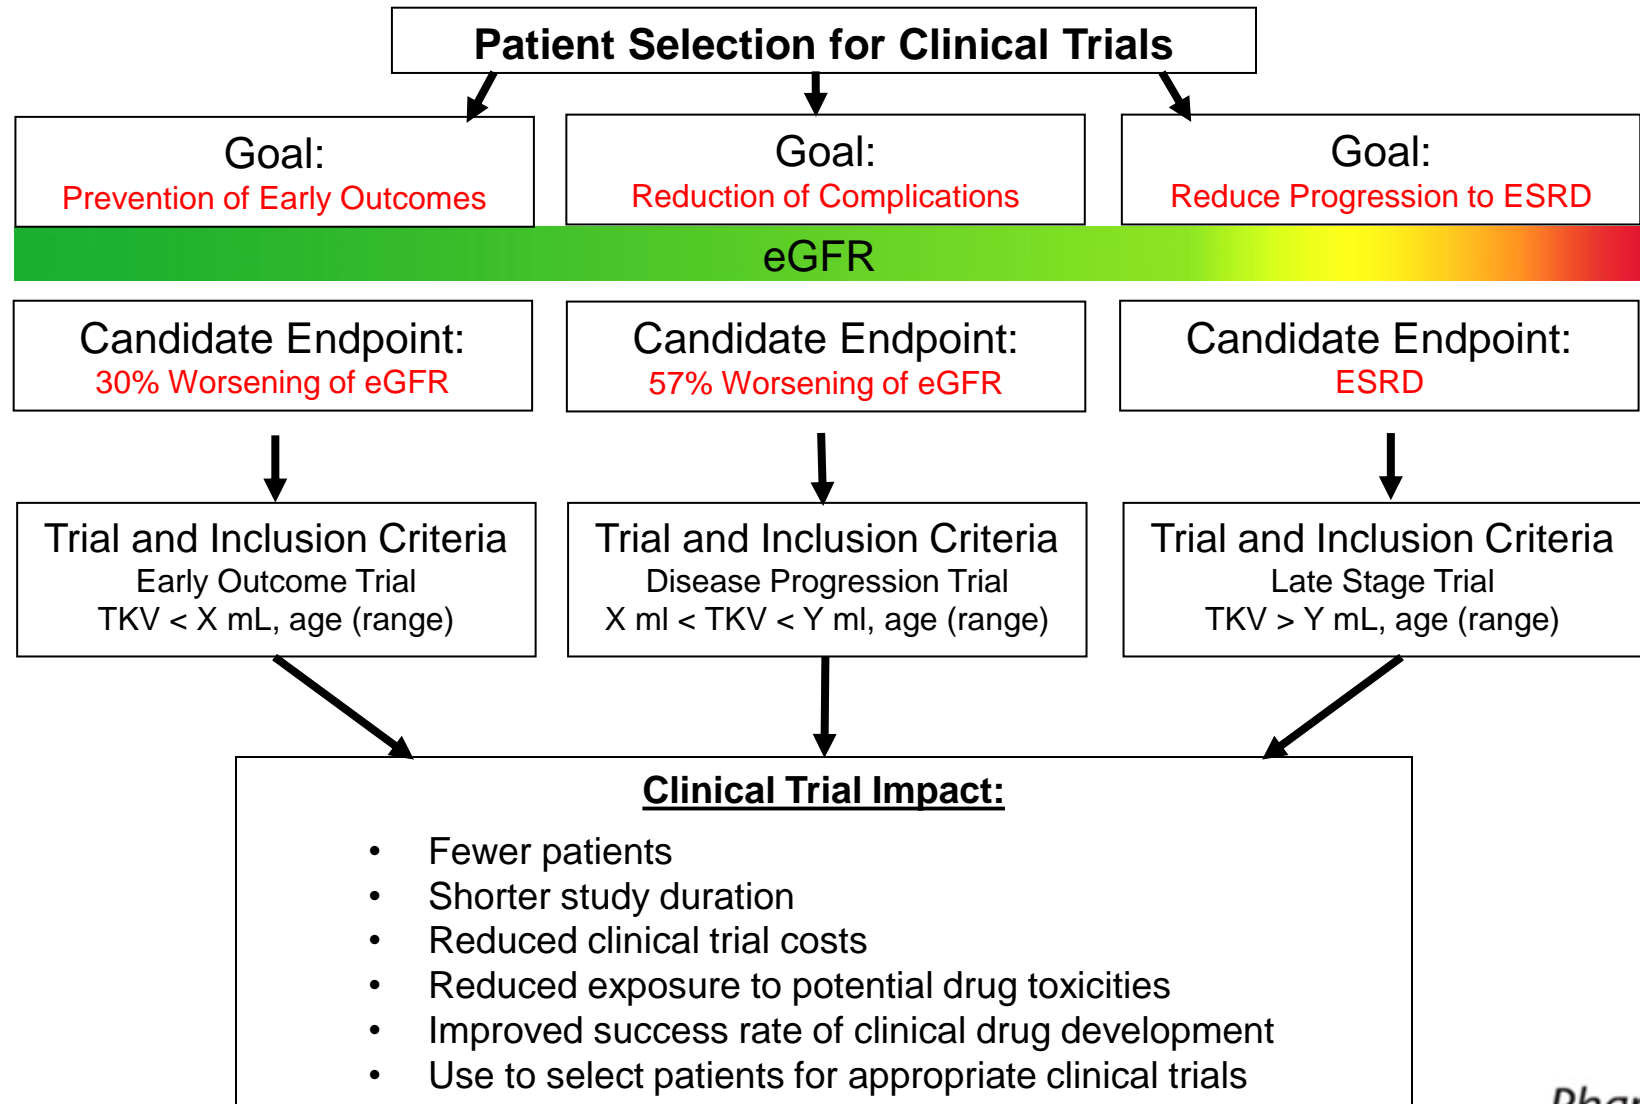 Patient Selection for Clinical Trials
Goal:
Prevention of Early Outcomes
Goal:
Reduction of Complications
Goal:
Reduce Progression to ESRD
eGFR
Candidate Endpoint:
30% Worsening of eGFR
Candidate Endpoint:
57% Worsening of eGFR
Candidate Endpoint:
ESRD
Trial and Inclusion Criteria
Early Outcome Trial
TKV < X mL, age (range)
Trial and Inclusion Criteria
Disease Progression Trial
X ml < TKV < Y ml, age (range)
Trial and Inclusion Criteria
Late Stage Trial
TKV > Y mL, age (range)
Clinical Trial Impact:
• Fewer patients
• Shorter study duration
• Reduced clinical trial costs
• Reduced exposure to potential drug toxicities
• Improved success rate of clinical drug development
• Use to select patients for appropriate clinical trials